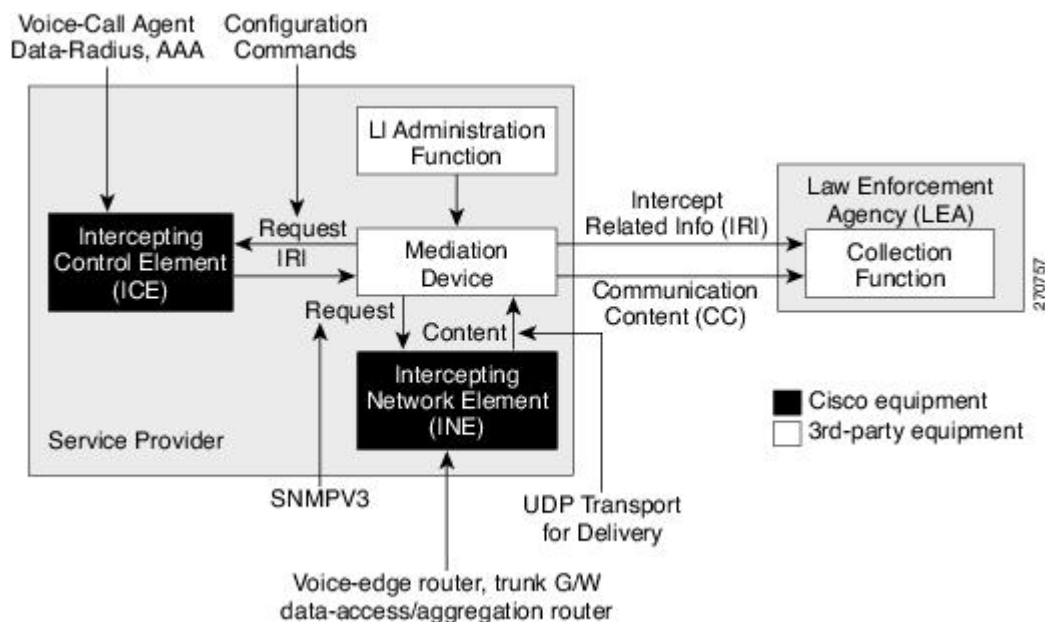 Voice-Call Agent
Data-Radius, AAA
Configuration
Commands
LI Administration
Function
Law Enforcement
Agency (LEA)
Intercept
Related Info (IRI)
Request
IRI
Intercepting
Control Element
(ICE)
Mediation
Device
Collection
Function
Communication
Content (CC)
Request
Content
Intercepting
Network Element
(INE)
Service Provider
Cisco equipment
3rd-party equipment
SNMPV3
UDP Transport
for Delivery
Voice-edge router, trunk G/W
data-access/aggregation router
270757